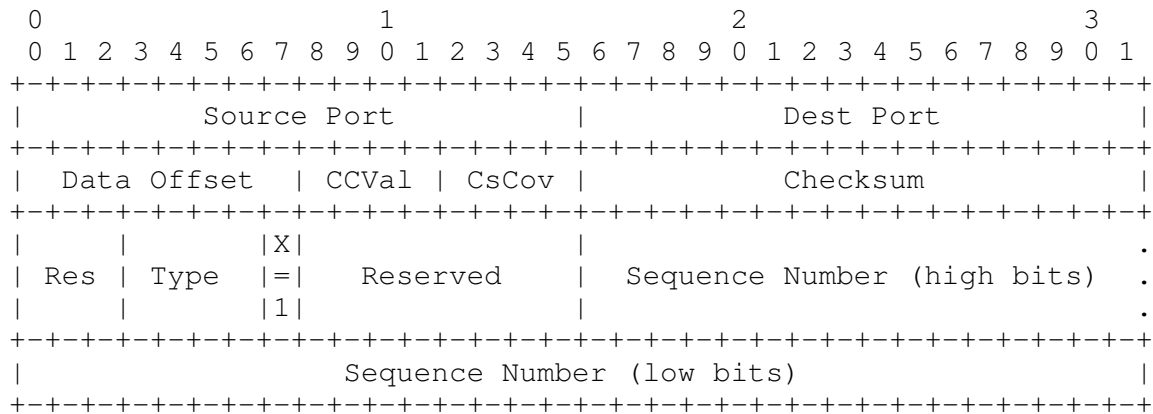 0                   1                   2                   3
 0 1 2 3 4 5 6 7 8 9 0 1 2 3 4 5 6 7 8 9 0 1 2 3 4 5 6 7 8 9 0 1
+-+-+-+-+-+-+-+-+-+-+-+-+-+-+-+-+-+-+-+-+-+-+-+-+-+-+-+-+-+-+-+-+
|          Source Port          |           Dest Port           |
+-+-+-+-+-+-+-+-+-+-+-+-+-+-+-+-+-+-+-+-+-+-+-+-+-+-+-+-+-+-+-+-+
|  Data Offset  | CCVal | CsCov |           Checksum            |
+-+-+-+-+-+-+-+-+-+-+-+-+-+-+-+-+-+-+-+-+-+-+-+-+-+-+-+-+-+-+-+-+
|     |       |X|               |                               .
| Res | Type  |=|   Reserved    |  Sequence Number (high bits)  .
|     |       |1|               |                               .
+-+-+-+-+-+-+-+-+-+-+-+-+-+-+-+-+-+-+-+-+-+-+-+-+-+-+-+-+-+-+-+-+
|                  Sequence Number (low bits)                   |
+-+-+-+-+-+-+-+-+-+-+-+-+-+-+-+-+-+-+-+-+-+-+-+-+-+-+-+-+-+-+-+-+